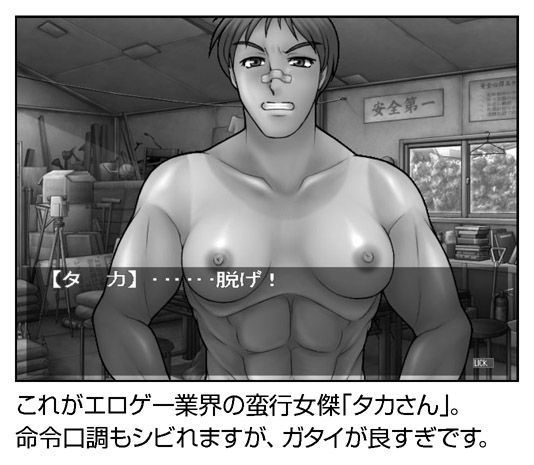 安全第一
【タ　カ】‥‥‥脱げ！
LICK
これがエロゲー業界の蛮行女傑「タカさん」。
命令口調もシビれますが、ガタイが良すぎです。